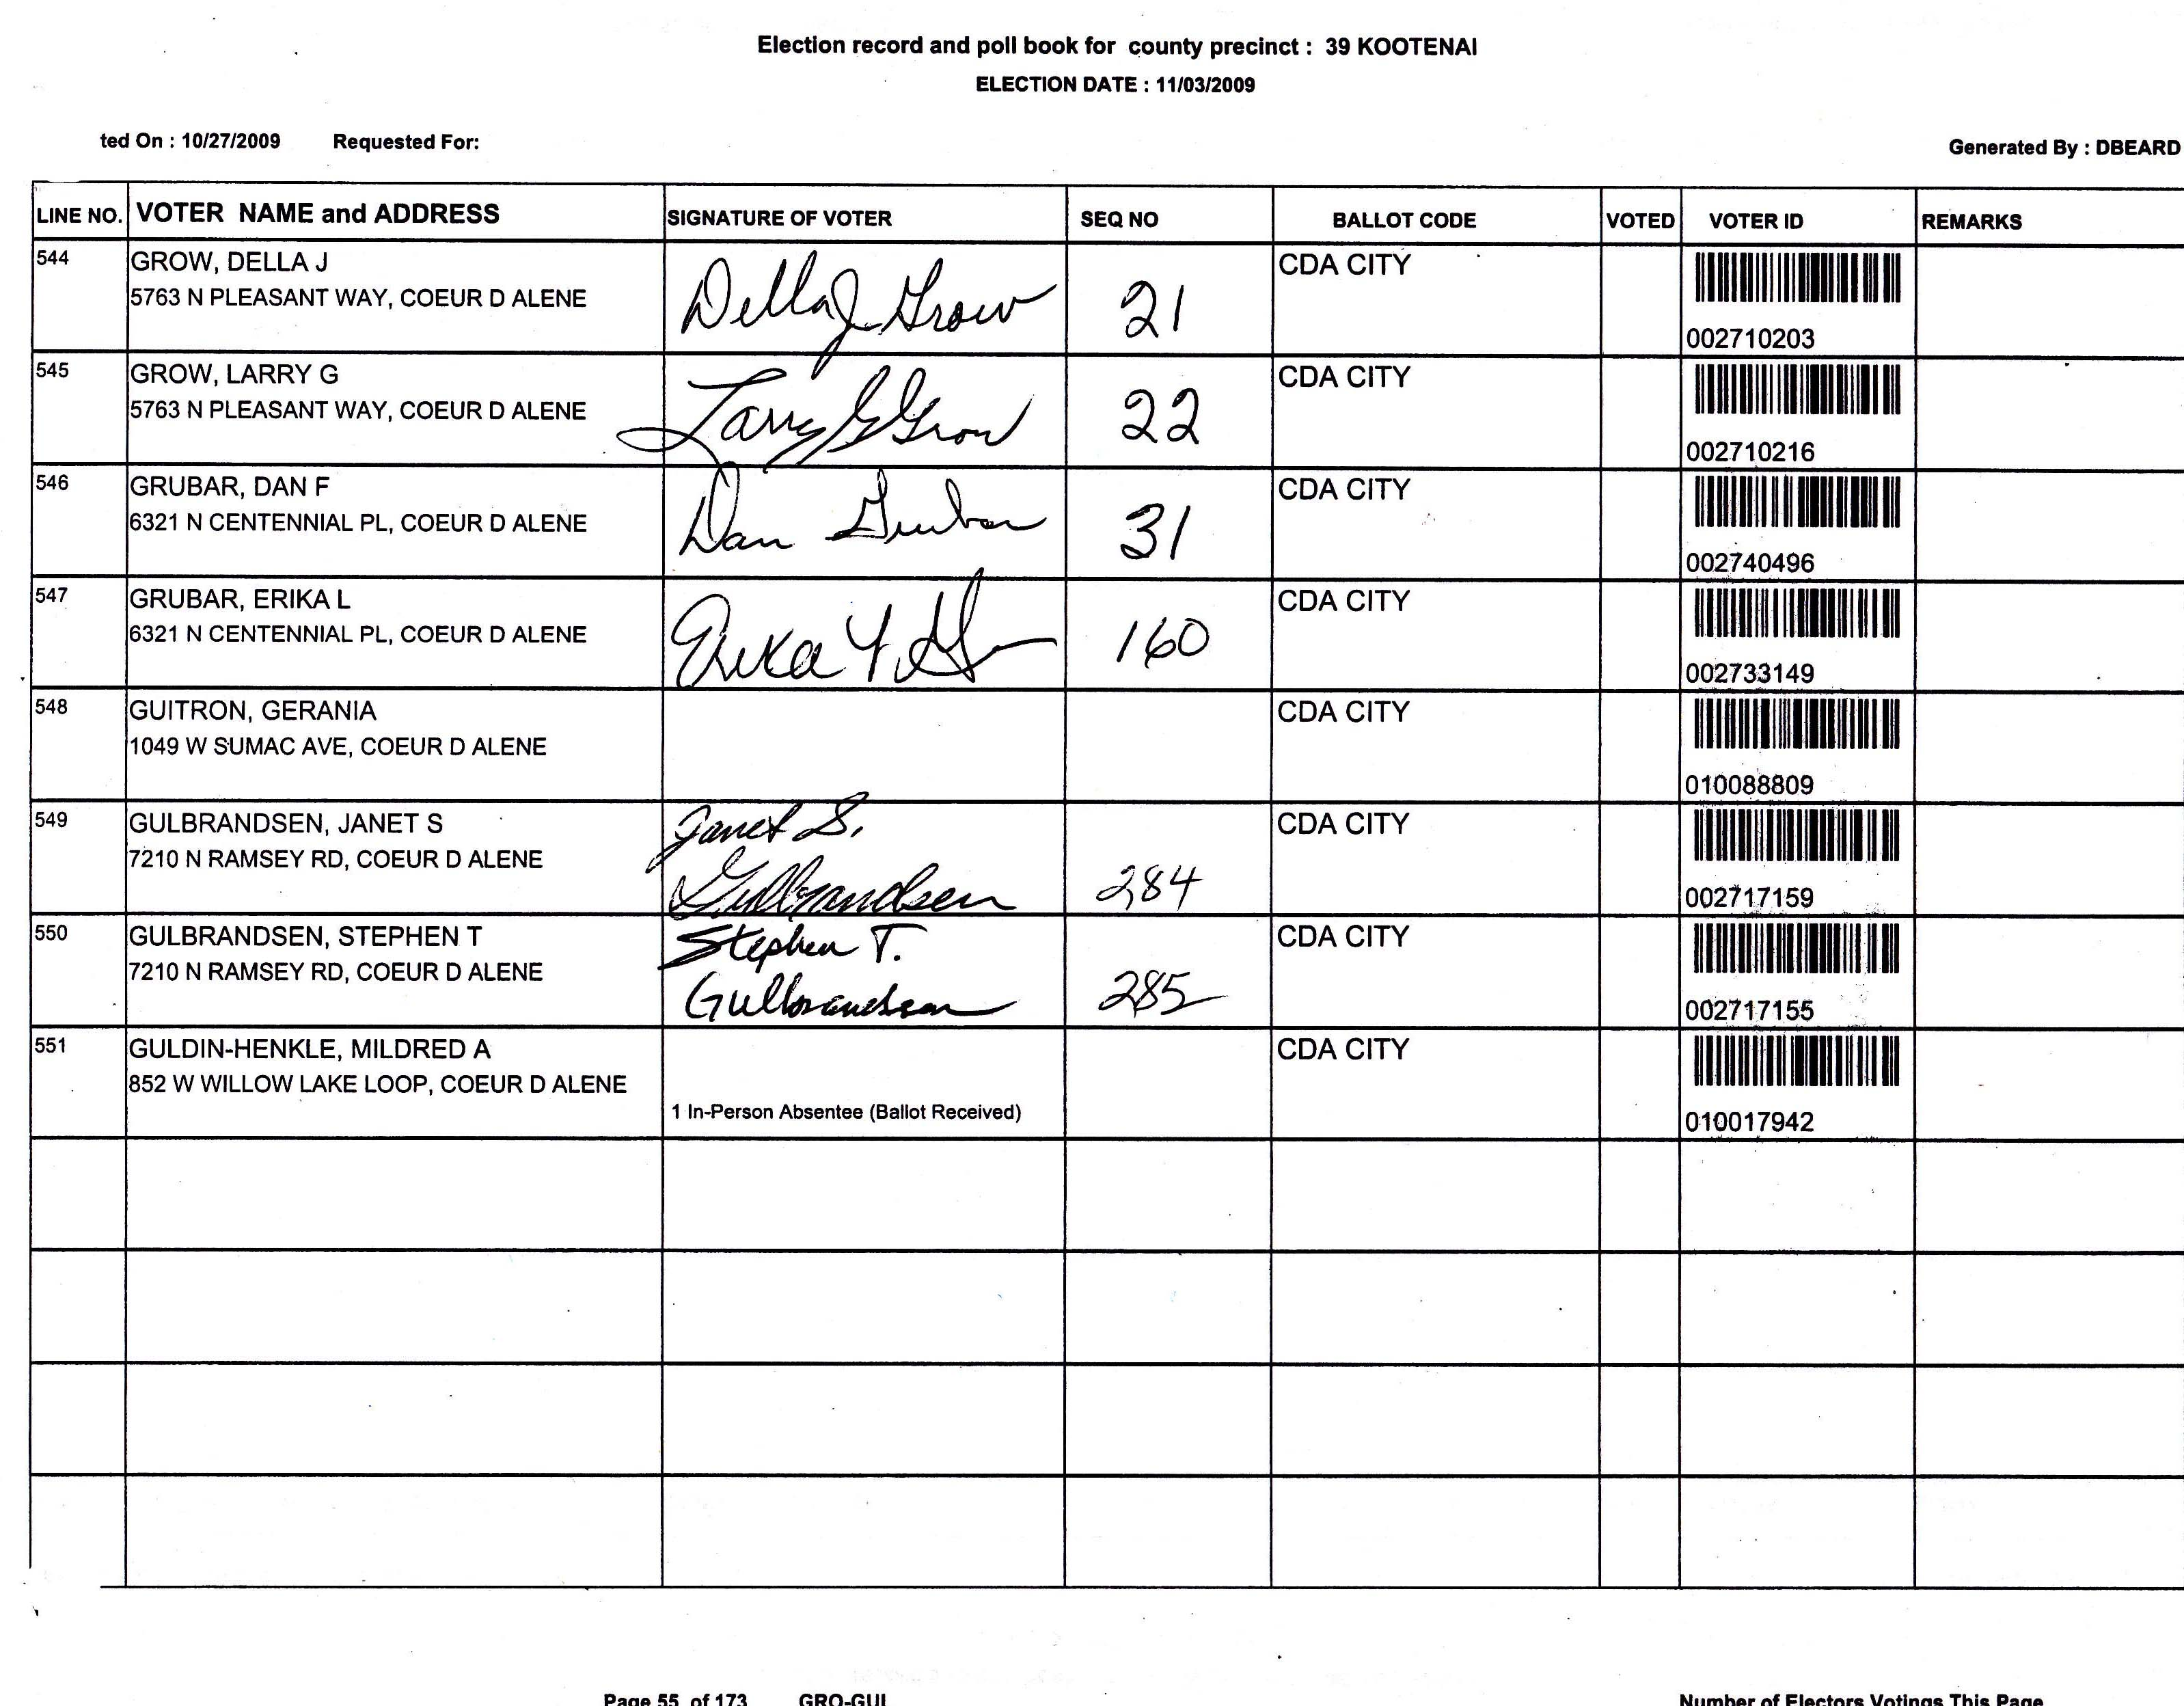 Election record and poll book for county precinct : 39 KOOTENAI
ELECTION DATE : 11/03/2009
ted On : 10/27/2009 Requested For: Generated By : DBEARD
LINE NO. VOTER NAME and ADDRESS SIGNATURE OF VOTER SEQ NO BALLOT CODE VOTED VOTER ID REMARKS
544 GROW, DELLA J Della J Grow 21 CDA CITY
5763 N PLEASANT WAY, COEUR D ALENE
002710203
545 GROW, LARRY G Larry G Grow 22 CDA CITY
5763 N PLEASANT WAY, COEUR D ALENE
002710216
546 GRUBAR, DAN F Dan Grubar 31 CDA CITY
6321 N CENTENNIAL PL, COEUR D ALENE
002740496
547 GRUBAR, ERIKA L Erika 160 CDA CITY
6321 N CENTENNIAL PL, COEUR D ALENE
002733149
548 GUITRON, GERANIA CDA CITY
1049 W SUMAC AVE, COEUR D ALENE
010088809
549 GULBRANDSEN, JANET S Janet S. CDA CITY
7210 N RAMSEY RD, COEUR D ALENE
Gulbrandsen 284 002717159
550 GULBRANDSEN, STEPHEN T Stephen T. CDA CITY
7210 N RAMSEY RD, COEUR D ALENE
Gulbrandsen 285 002717155
551 GULDIN-HENKLE, MILDRED A CDA CITY
852 W WILLOW LAKE LOOP, COEUR D ALENE
1 In-Person Absentee (Ballot Received)
010017942
Page 55 of 173 GRO-GUL Number of Electors Votings This Page